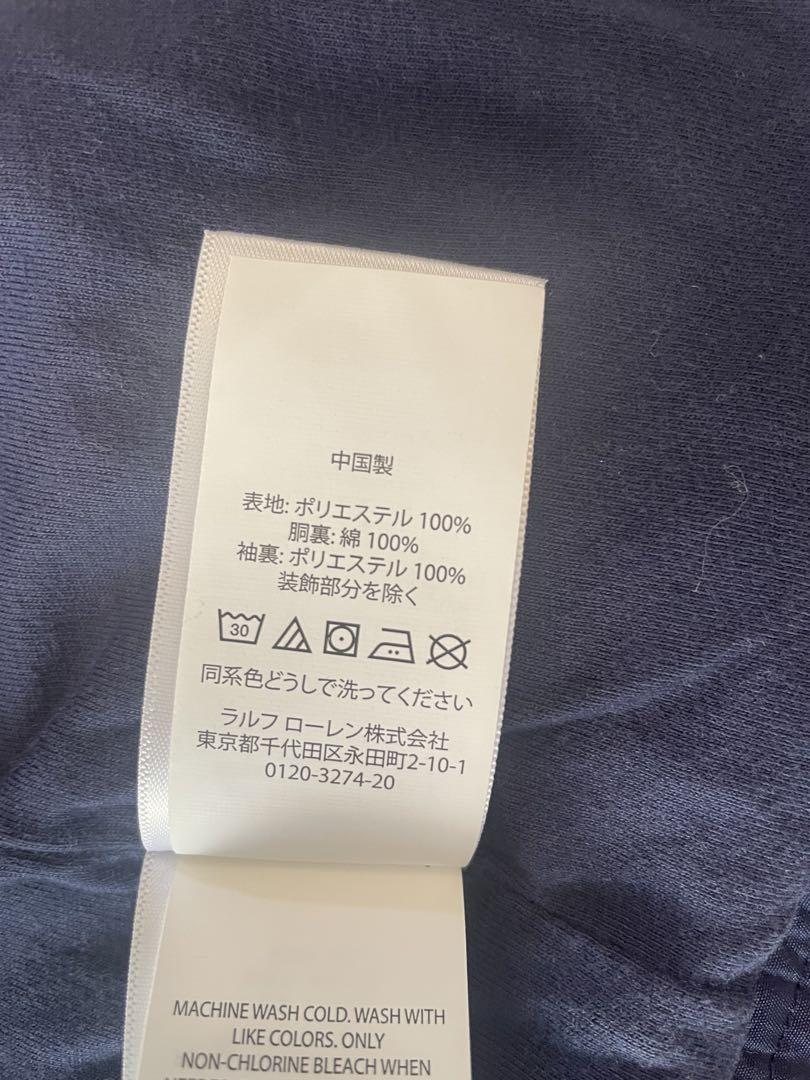 中国製
表地: ポリエステル 100%
胴裏: 綿 100%
袖裏: ポリエステル 100%
装飾部分を除く
30
同系色どうしで洗ってください
ラルフ ローレン株式会社
東京都千代田区永田町2-10-1
0120-3274-20
MACHINE WASH COLD. WASH WITH
LIKE COLORS. ONLY
NON-CHLORINE BLEACH WHEN